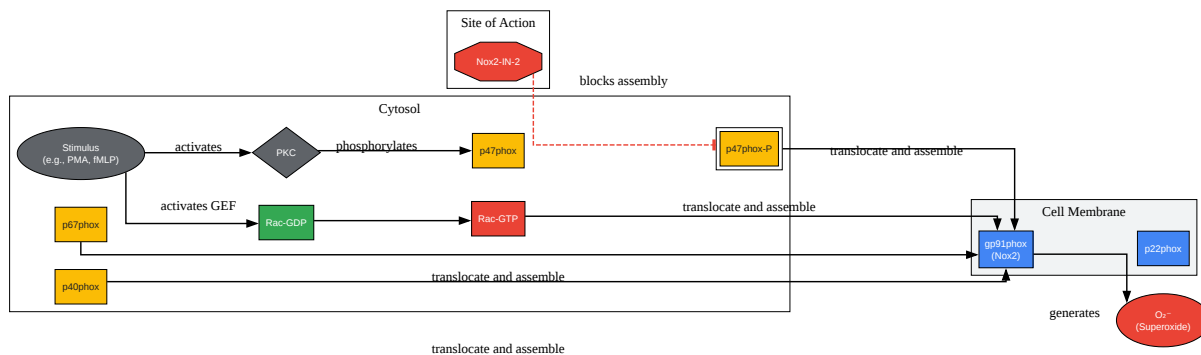 Site of Action
Nox2-IN-2
blocks assembly
Cytosol
Stimulus
(e.g., PMA, fMLP)
activates
PKC
phosphorylates
p47phox
p47phox-P
translocate and assemble
activates GEF
Rac-GDP
Rac-GTP
translocate and assemble
p67phox
Cell Membrane
gp91phox
(Nox2)
p22phox
p40phox
translocate and assemble
generates
O₂⁻
(Superoxide)
translocate and assemble